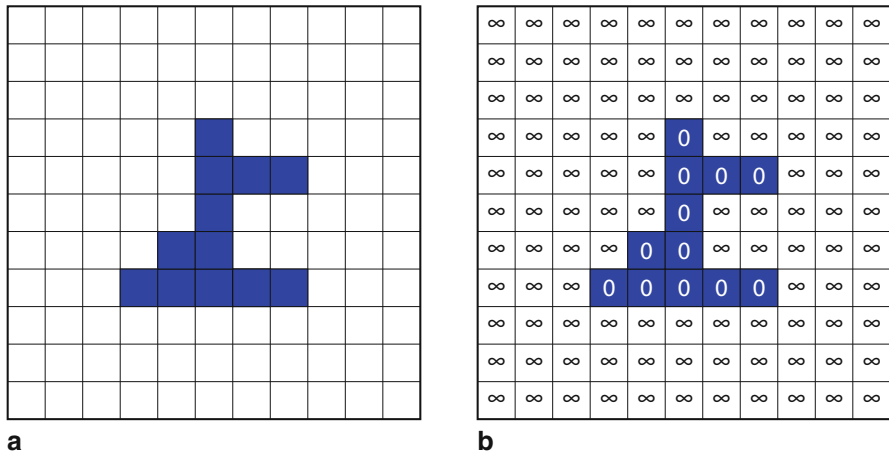 ∞ ∞ ∞ ∞ ∞ ∞ ∞ ∞ ∞ ∞ ∞
∞ ∞ ∞ ∞ ∞ ∞ ∞ ∞ ∞ ∞ ∞
∞ ∞ ∞ ∞ ∞ ∞ ∞ ∞ ∞ ∞ ∞
∞ ∞ ∞ ∞ ∞ 0 ∞ ∞ ∞ ∞ ∞
∞ ∞ ∞ ∞ ∞ 0 0 0 ∞ ∞ ∞
∞ ∞ ∞ ∞ ∞ 0 ∞ ∞ ∞ ∞ ∞
∞ ∞ ∞ ∞ 0 0 ∞ ∞ ∞ ∞ ∞
∞ ∞ ∞ 0 0 0 0 0 ∞ ∞ ∞
∞ ∞ ∞ ∞ ∞ ∞ ∞ ∞ ∞ ∞ ∞
∞ ∞ ∞ ∞ ∞ ∞ ∞ ∞ ∞ ∞ ∞
∞ ∞ ∞ ∞ ∞ ∞ ∞ ∞ ∞ ∞ ∞
a b